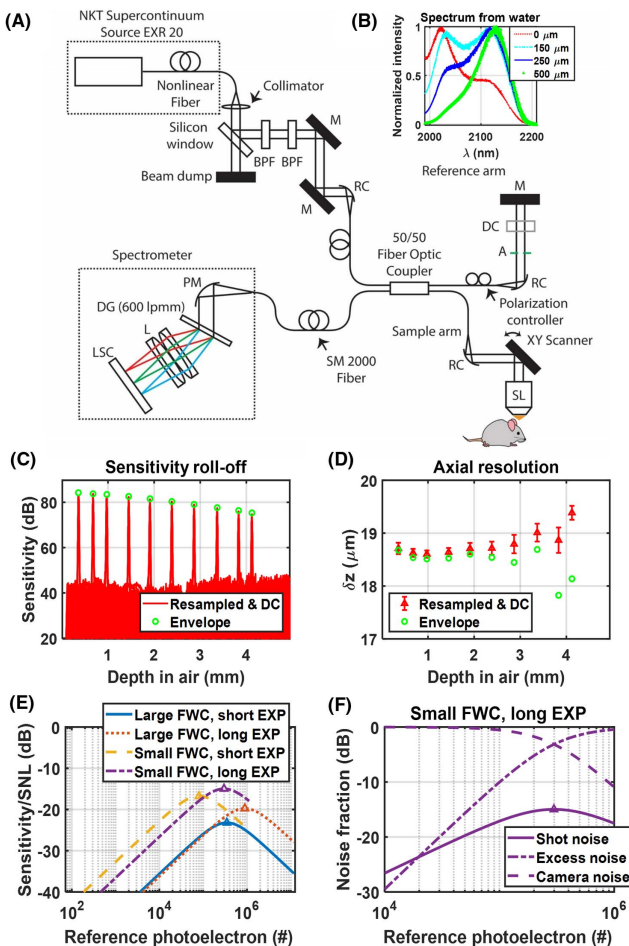 (A)
NKT Supercontinuum
Source EXR 20
Nonlinear
Fiber
Collimator
Silicon
window
BPF BPF
M
Beam dump
M
RC
(B)
Spectrum from water
Normalized intensity
1
0.5
0
0 μm
150 μm
250 μm
500 μm
2000 2100 2200
λ (nm)
Reference arm
M
DC
A
RC
50/50
Fiber Optic
Coupler
Polarization
controller
Spectrometer
PM
DG (600 lpmm)
L
LSC
SM 2000
Fiber
Sample arm
XY Scanner
RC
SL
(C)
Sensitivity roll-off
Sensitivity (dB)
80
60
40
20
Resampled & DC
Envelope
1 2 3 4
Depth in air (mm)
(D)
Axial resolution
δz (μm)
20
19
18
17
Resampled & DC
Envelope
1 2 3 4
Depth in air (mm)
(E)
Sensitivity/SNL (dB)
0
-10
-20
-30
-40
Large FWC, short EXP
Large FWC, long EXP
Small FWC, short EXP
Small FWC, long EXP
10² 10⁴ 10⁶
Reference photoelectron (#)
(F)
Small FWC, long EXP
Noise fraction (dB)
0
-10
-20
-30
Shot noise
Excess noise
Camera noise
10⁴ 10⁵ 10⁶
Reference photoelectron (#)